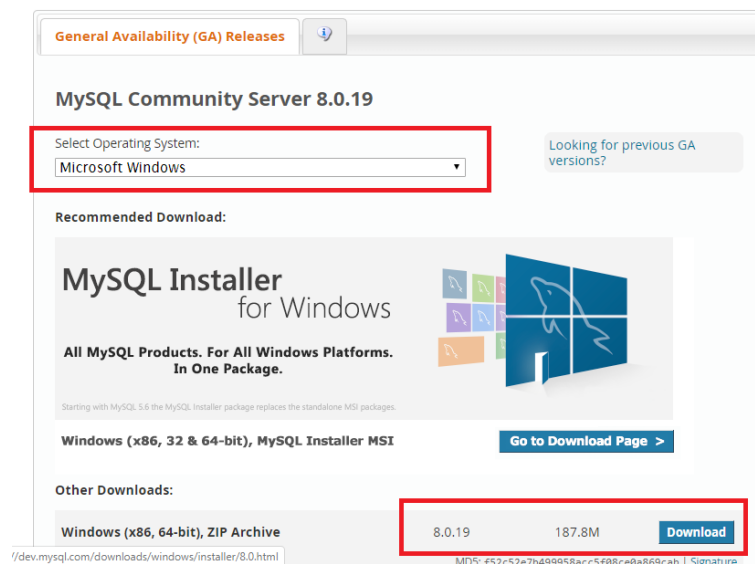 General Availability (GA) Releases
MySQL Community Server 8.0.19
Select Operating System:
Microsoft Windows
Looking for previous GA
versions?
Recommended Download:
MySQL Installer
for Windows
All MySQL Products. For All Windows Platforms.
In One Package.
Starting with MySQL 5.6 the MySQL Installer package replaces the standalone MSI packages.
Windows (x86, 32 & 64-bit), MySQL Installer MSI
Go to Download Page >
Other Downloads:
Windows (x86, 64-bit), ZIP Archive 8.0.19 187.8M Download
/dev.mysql.com/downloads/windows/installer/8.0.html
MD5: | Signature